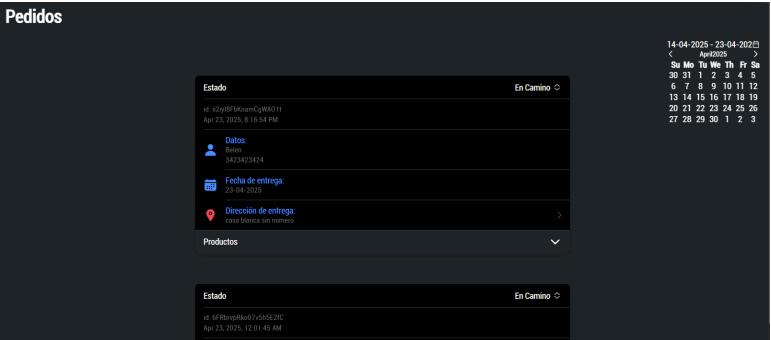 Pedidos
14-04-2025 - 23-04-202
April2025
Su Mo Tu We Th Fr Sa
30 31 1 2 3 4 5
6 7 8 9 10 11 12
13 14 15 16 17 18 19
20 21 22 23 24 25 26
27 28 29 30 1 2 3
Estado En Camino
id: ii2iyI8FbKnamCgWAO1t
Apr 23, 2025, 8:16:54 PM
Datos:
Belen
3423423424
Fecha de entrega:
23-04-2025
Dirección de entrega:
casa blanca sin numero
Productos
Estado En Camino
id: 6FRbrvpRko07v5h5E2fC
Apr 23, 2025, 12:01:45 AM